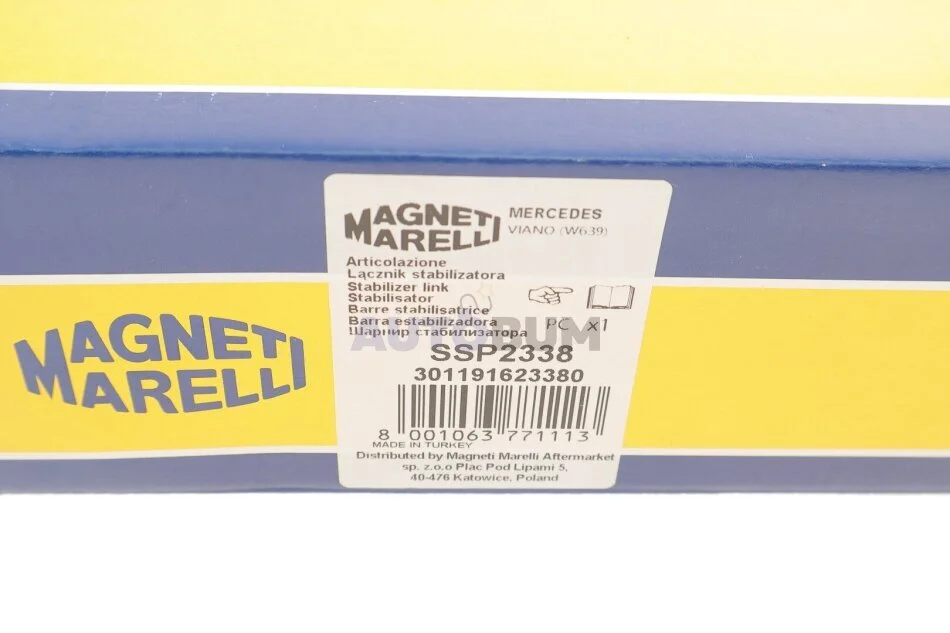 MAGNETI
MARELLI
MERCEDES
VIANO (W639)
Articolazione
Łącznik stabilizatora
Stabilizer link
Stabilisator
Barre stabilisatrice
Barra estabilizadora
Шарнир стабилизатора
PC x1
AUTOBUM
SSP2338
301191623380
8 001063 771113
MADE IN TURKEY
Distributed by Magneti Marelli Aftermarket
sp. z.o.o Plac Pod Lipami 5,
40-476 Katowice, Poland
MAGNETI
MARELLI